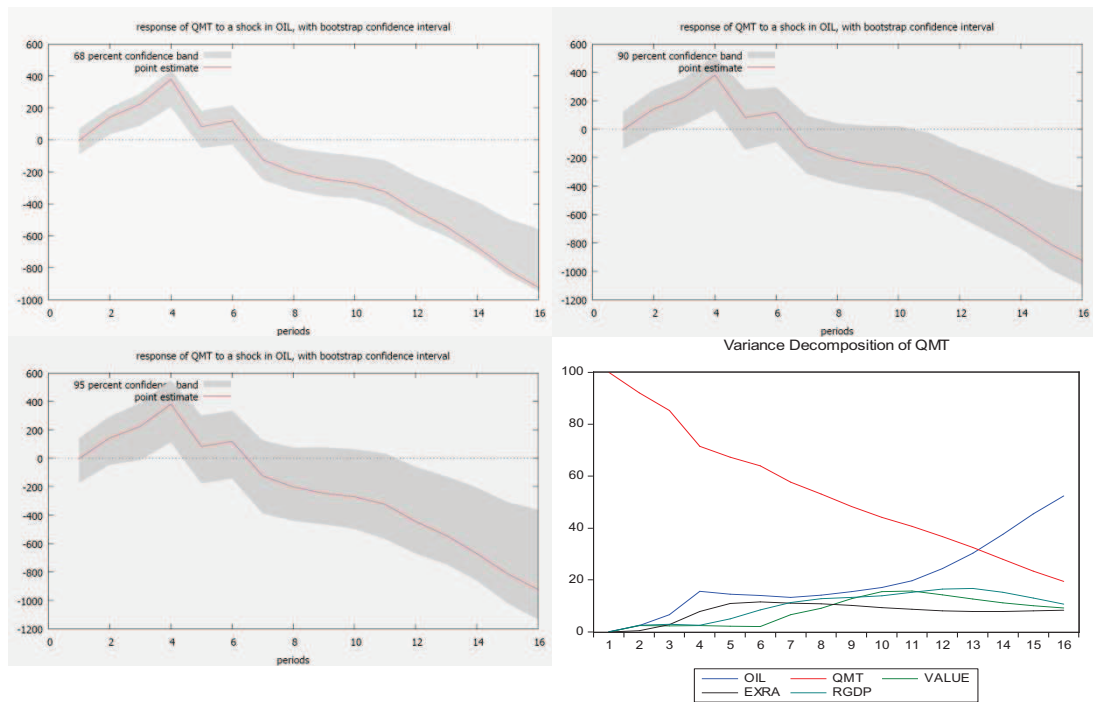 response of QMT to a shock in OIL, with bootstrap confidence interval
68 percent confidence band
point estimate
600
400
200
0
-200
-400
-600
-800
-1000
0 2 4 6 8 10 12 14 16
periods
response of QMT to a shock in OIL, with bootstrap confidence interval
90 percent confidence band
point estimate
600
400
200
0
-200
-400
-600
-800
-1000
-1200
0 2 4 6 8 10 12 14 16
periods
response of QMT to a shock in OIL, with bootstrap confidence interval
95 percent confidence band
point estimate
600
400
200
0
-200
-400
-600
-800
-1000
-1200
0 2 4 6 8 10 12 14 16
periods
Variance Decomposition of QMT
100
80
60
40
20
0
1 2 3 4 5 6 7 8 9 10 11 12 13 14 15 16
OIL QMT VALUE
EXRA RGDP